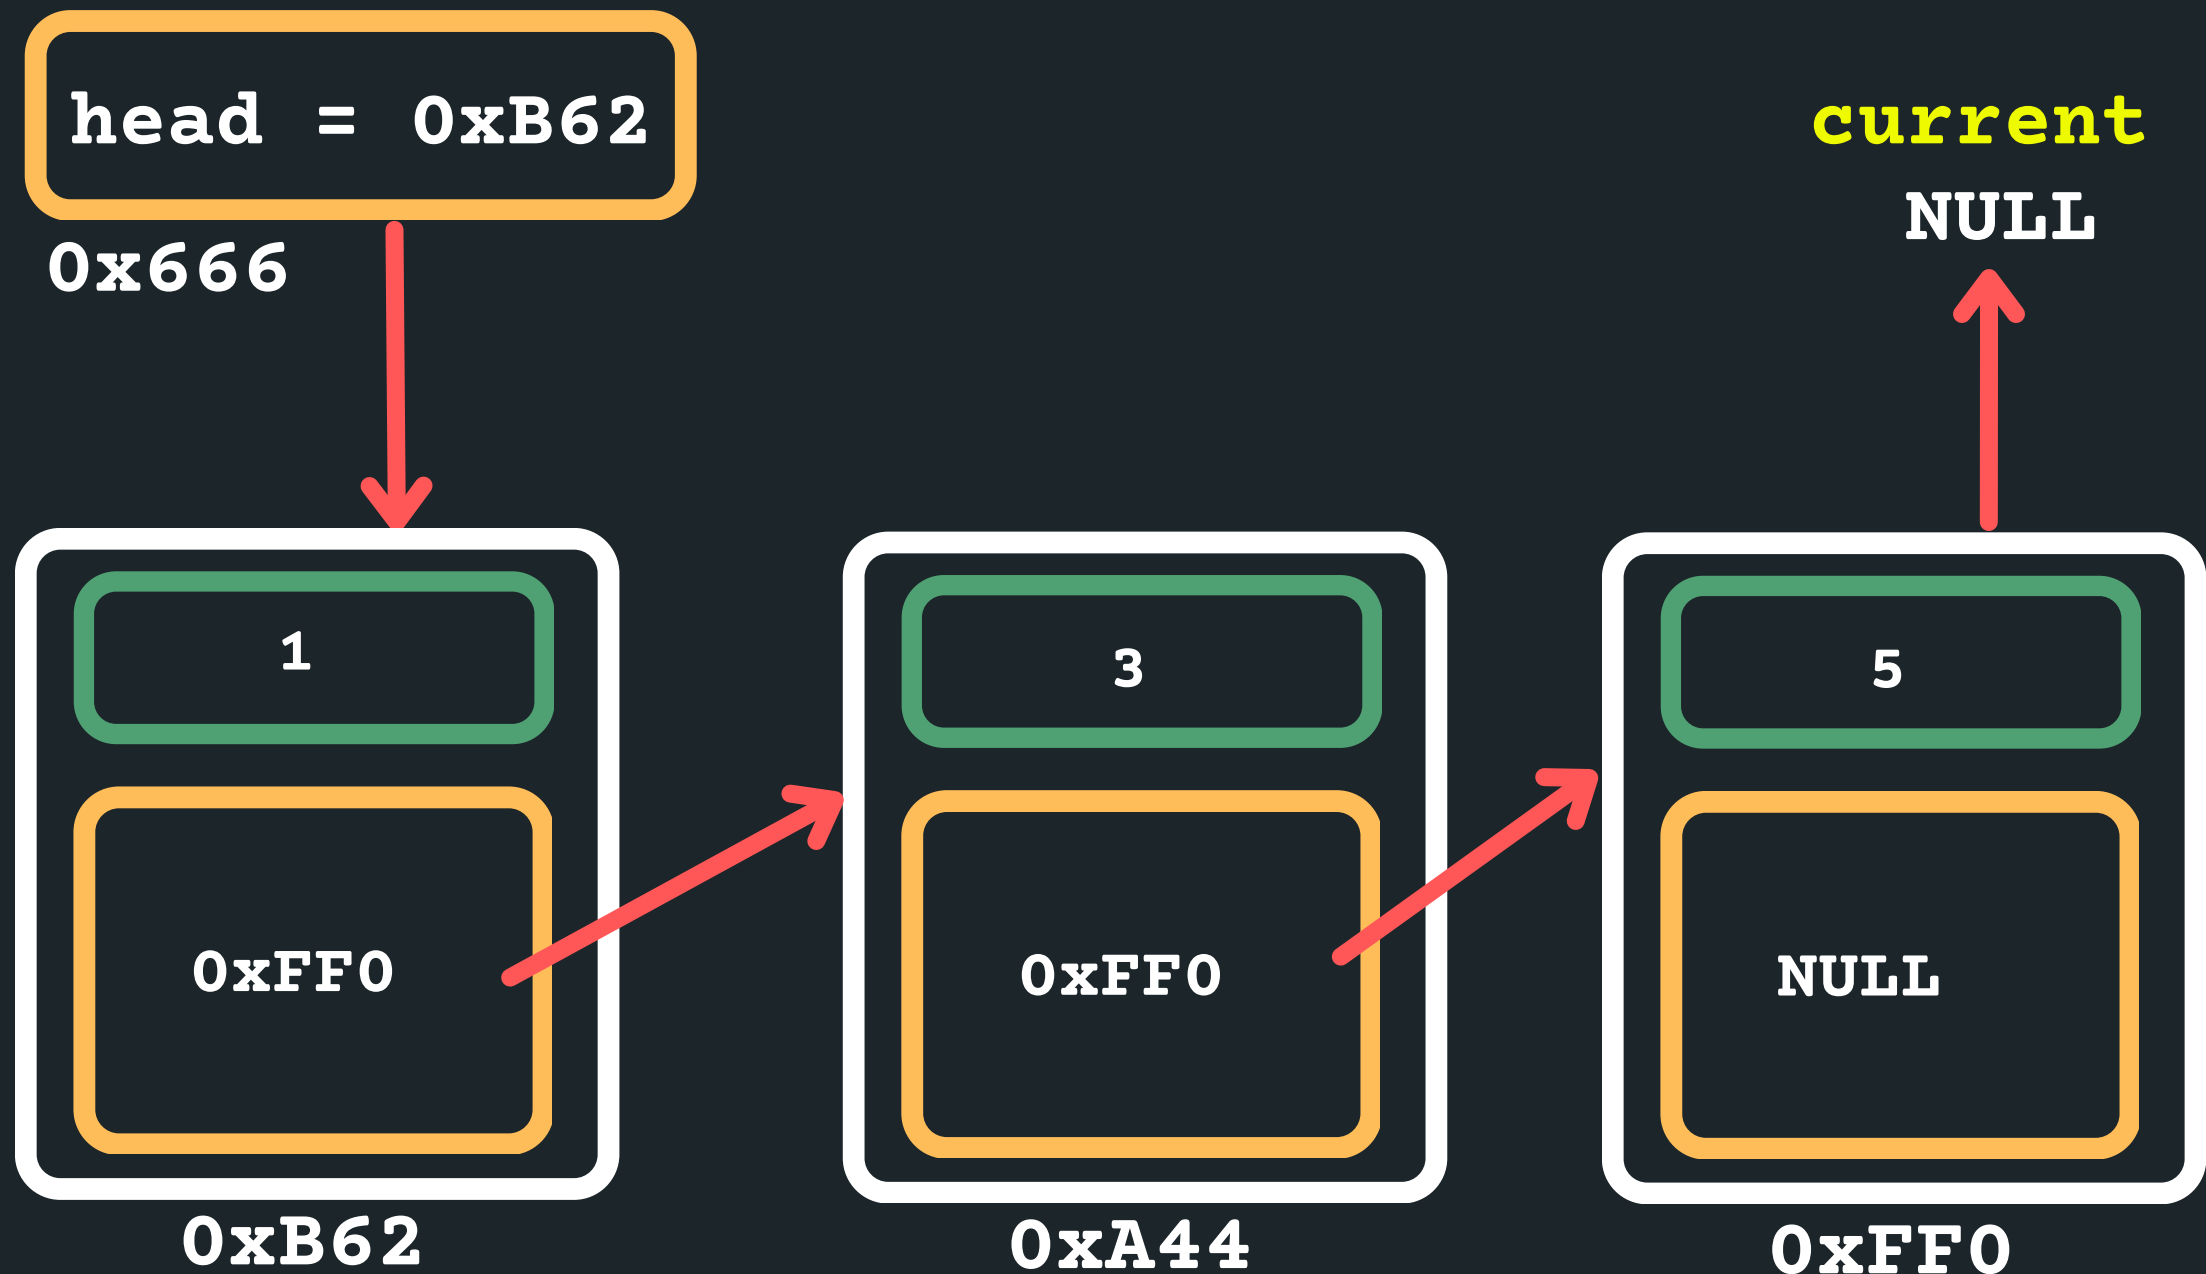 head = 0xB62
current
NULL
0x666
1
3
5
0xFF0
0xFF0
NULL
0xB62
0xA44
0xFF0